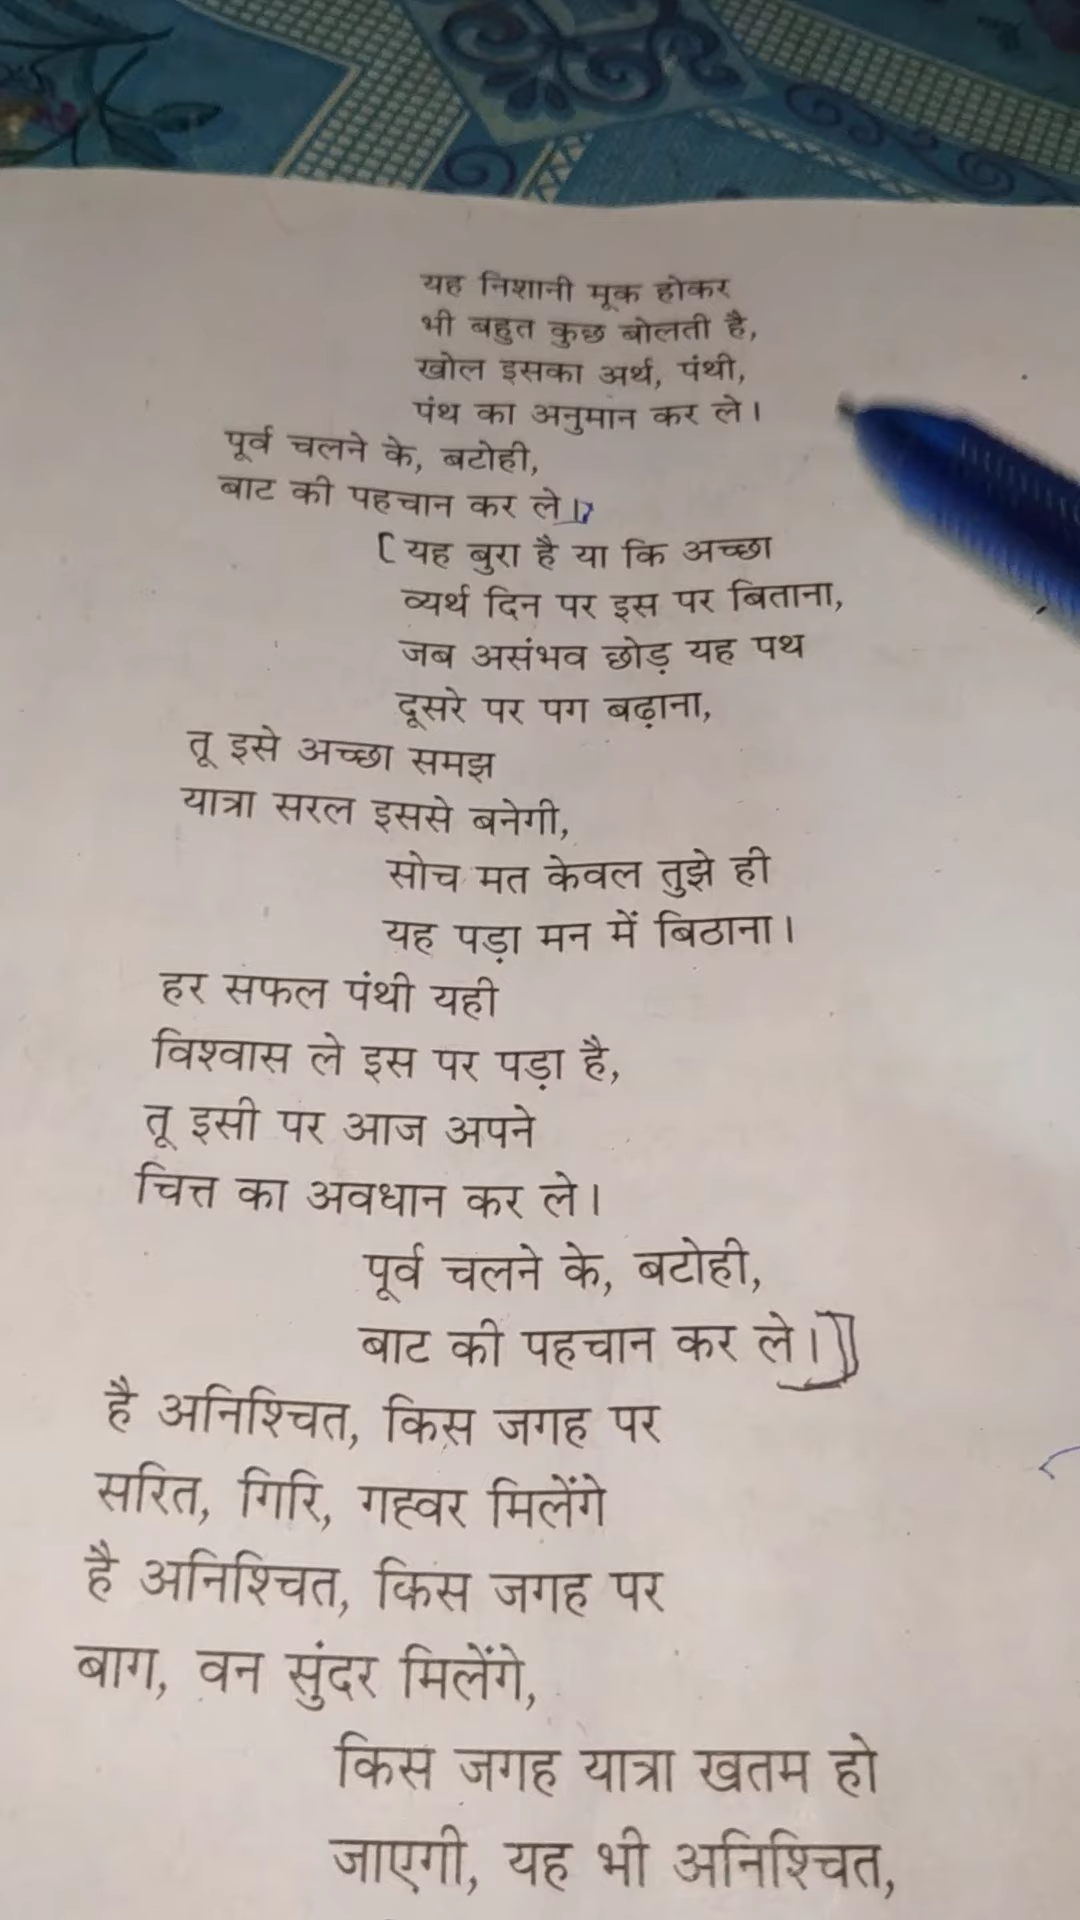 यह निशानी मूक होकर
भी बहुत कुछ बोलती है,
खोल इसका अर्थ, पंथी,
पंथ का अनुमान कर ले।
पूर्व चलने के, बटोही,
बाट की पहचान कर ले।
[ यह बुरा है या कि अच्छा
व्यर्थ दिन पर इस पर बिताना,
जब असंभव छोड़ यह पथ
दूसरे पर पग बढ़ाना,
तू इसे अच्छा समझ
यात्रा सरल इससे बनेगी,
सोच मत केवल तुझे ही
यह पड़ा मन में बिठाना।
हर सफल पंथी यही
विश्वास ले इस पर पड़ा है,
तू इसी पर आज अपने
चित्त का अवधान कर ले।
पूर्व चलने के, बटोही,
बाट की पहचान कर ले।]
है अनिश्चित, किस जगह पर
सरित, गिरि, गह्वर मिलेंगे
है अनिश्चित, किस जगह पर
बाग, वन सुंदर मिलेंगे,
किस जगह यात्रा खतम हो
जाएगी, यह भी अनिश्चित,